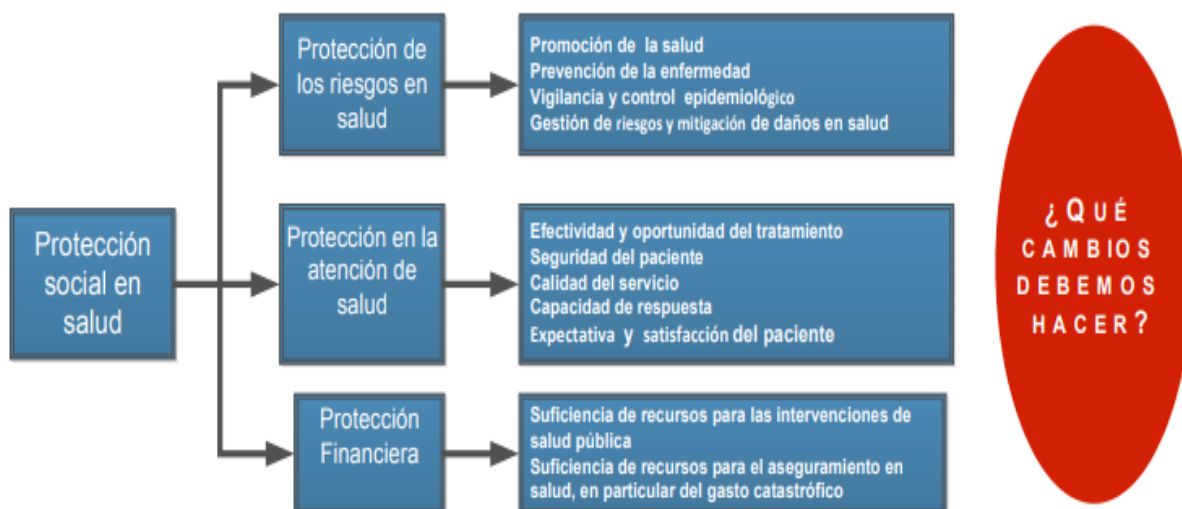 Protección de
los riesgos en
salud
Promoción de la salud
Prevención de la enfermedad
Vigilancia y control epidemiológico
Gestión de riesgos y mitigación de daños en salud
Protección
social en
salud
Protección en la
atención de
salud
Efectividad y oportunidad del tratamiento
Seguridad del paciente
Calidad del servicio
Capacidad de respuesta
Expectativa y satisfacción del paciente
Protección
Financiera
Suficiencia de recursos para las intervenciones de
salud pública
Suficiencia de recursos para el aseguramiento en
salud, en particular del gasto catastrófico
¿QUÉ
CAMBIOS
DEBEMOS
HACER?